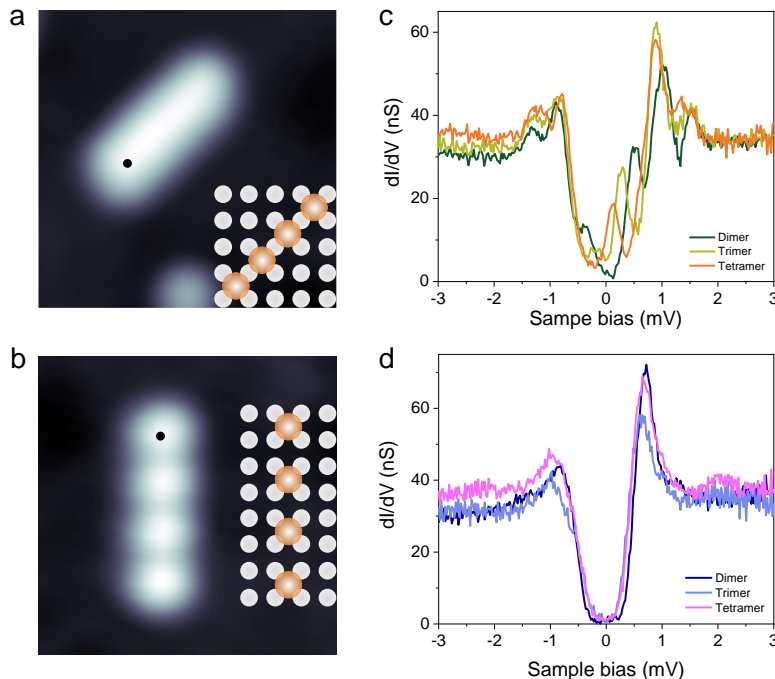 a
b
c
dI/dV (nS)
60
40
20
0
Dimer
Trimer
Tetramer
-3
-2
-1
0
1
2
3
Sampe bias (mV)
d
dI/dV (nS)
60
40
20
0
Dimer
Trimer
Tetramer
-3
-2
-1
0
1
2
3
Sample bias (mV)